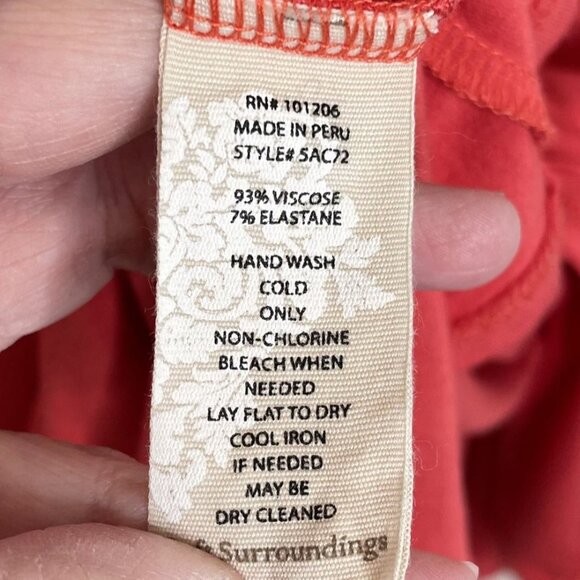 RN# 101206
MADE IN PERU
STYLE# 5AC72
93% VISCOSE
7% ELASTANE
HAND WASH
COLD
ONLY
NON-CHLORINE
BLEACH WHEN
NEEDED
LAY FLAT TO DRY
COOL IRON
IF NEEDED
MAY BE
DRY CLEANED
Surroundings